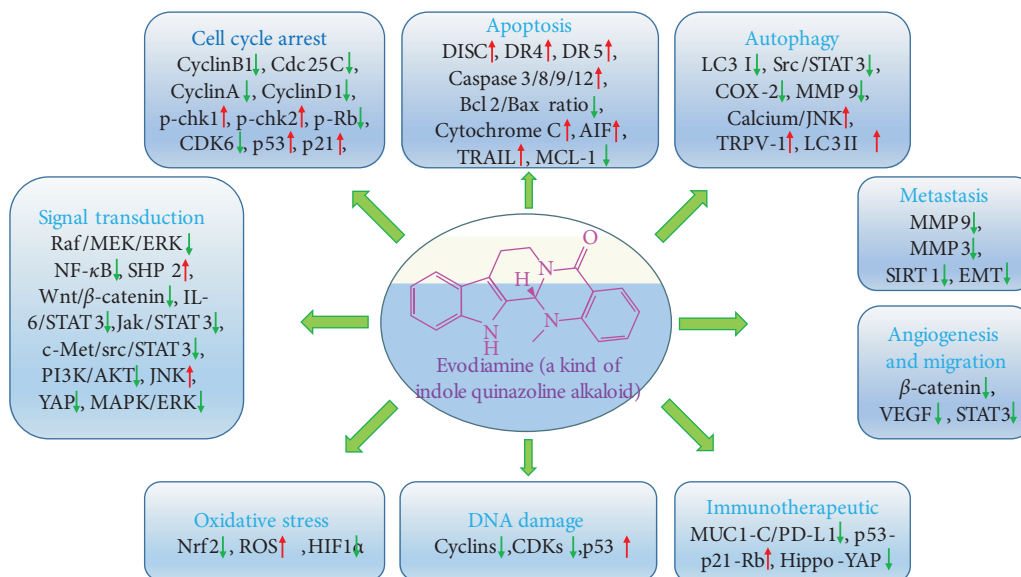 Cell cycle arrest
CyclinB1↓, Cdc25C↓,
CyclinA↓, CyclinD1↓,
p-chk1↑, p-chk2↑, p-Rb↓,
CDK6↓, p53↑, p21↑,
Apoptosis
DISC↑, DR4↑, DR5↑,
Caspase 3/8/9/12↑,
Bcl 2/Bax ratio↓,
Cytochrome C↑, AIF↑,
TRAIL↑, MCL-1↓
Autophagy
LC3 I↓, Src/STAT3↓,
COX-2↓, MMP9↓,
Calcium/JNK↑,
TRPV-1↑, LC3II ↑
Signal transduction
Raf/MEK/ERK↓
NF-κB↓, SHP 2↑,
Wnt/β-catenin↓, IL-
6/STAT3↓,Jak/STAT3↓,
c-Met/src/STAT3↓,
PI3K/AKT↓, JNK↑,
YAP↓, MAPK/ERK↓
O
N
H
N
N
H
Evodiamine (a kind of
indole quinazoline alkaloid)
Metastasis
MMP9↓,
MMP3↓,
SIRT1↓, EMT↓
Angiogenesis
and migration
β-catenin↓,
VEGF↓, STAT3↓
Oxidative stress
Nrf2↓, ROS↑ ,HIF1α↓
DNA damage
Cyclins↓,CDKs↓,p53 ↑
Immunotherapeutic
MUC1-C/PD-L1↓, p53-
p21-Rb↑, Hippo-YAP↓